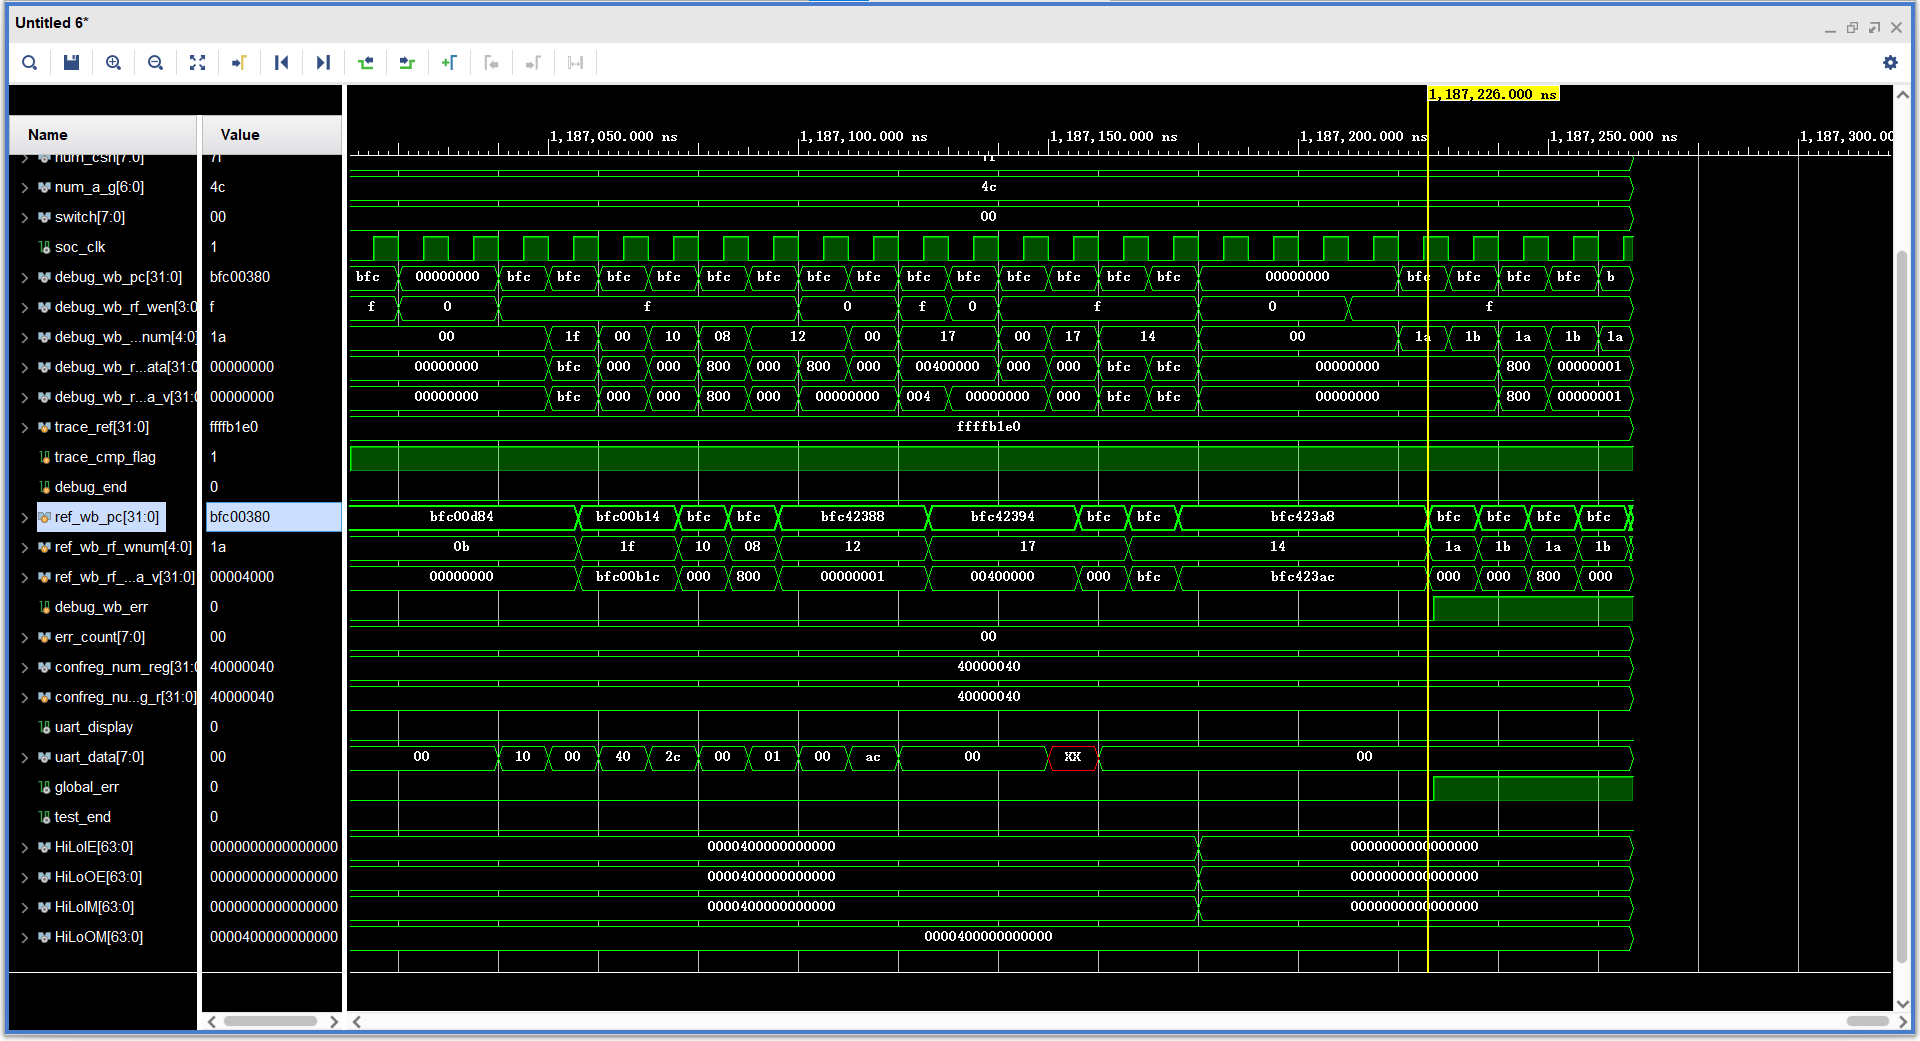 Untitled 6*
1,187,226.000 ns
Name Value
1,187,050.000 ns 1,187,100.000 ns 1,187,150.000 ns 1,187,200.000 ns 1,187,250.000 ns 1,187,300.00
num_csn[7:0] 7f 7f
num_a_g[6:0] 4c 4c
switch[7:0] 00 00
soc_clk 1
debug_wb_pc[31:0] bfc00380 bfc 00000000 bfc bfc bfc bfc bfc bfc bfc bfc bfc bfc bfc bfc bfc bfc 00000000 bfc bfc bfc bfc b
debug_wb_rf_wen[3:0 f f 0 f 0 f 0 f 0 f
debug_wb_...num[4:0] 1a 00 1f 00 10 08 12 00 17 00 17 14 00 1a 1b 1a 1b 1a
debug_wb_r...ata[31:0 00000000 00000000 bfc 000 000 800 000 800 000 00400000 000 000 bfc bfc 00000000 800 00000001
debug_wb_r...a_v[31:0 00000000 00000000 bfc 000 000 800 000 00000000 004 00000000 000 bfc bfc 00000000 800 00000001
trace_ref[31:0] ffffb1e0 ffffb1e0
trace_cmp_flag 1
debug_end 0
ref_wb_pc[31:0] bfc00380 bfc00d84 bfc00b14 bfc bfc bfc42388 bfc42394 bfc bfc bfc423a8 bfc bfc bfc bfc
ref_wb_rf_wnum[4:0] 1a 0b 1f 10 08 12 17 14 1a 1b 1a 1b
ref_wb_rf_...a_v[31:0] 00004000 00000000 bfc00b1c 000 800 00000001 00400000 000 bfc bfc423ac 000 000 800 000
debug_wb_err 0
err_count[7:0] 00 00
confreg_num_reg[31:0 40000040 40000040
confreg_nu...g_r[31:0] 40000040 40000040
uart_display 0
uart_data[7:0] 00 00 10 00 40 2c 00 01 00 ac 00 XX 00
global_err 0
test_end 0
HiLoIE[63:0] 0000000000000000 0000400000000000 0000000000000000
HiLoOE[63:0] 0000000000000000 0000400000000000 0000000000000000
HiLoIM[63:0] 0000000000000000 0000400000000000 0000000000000000
HiLoOM[63:0] 0000400000000000 0000400000000000